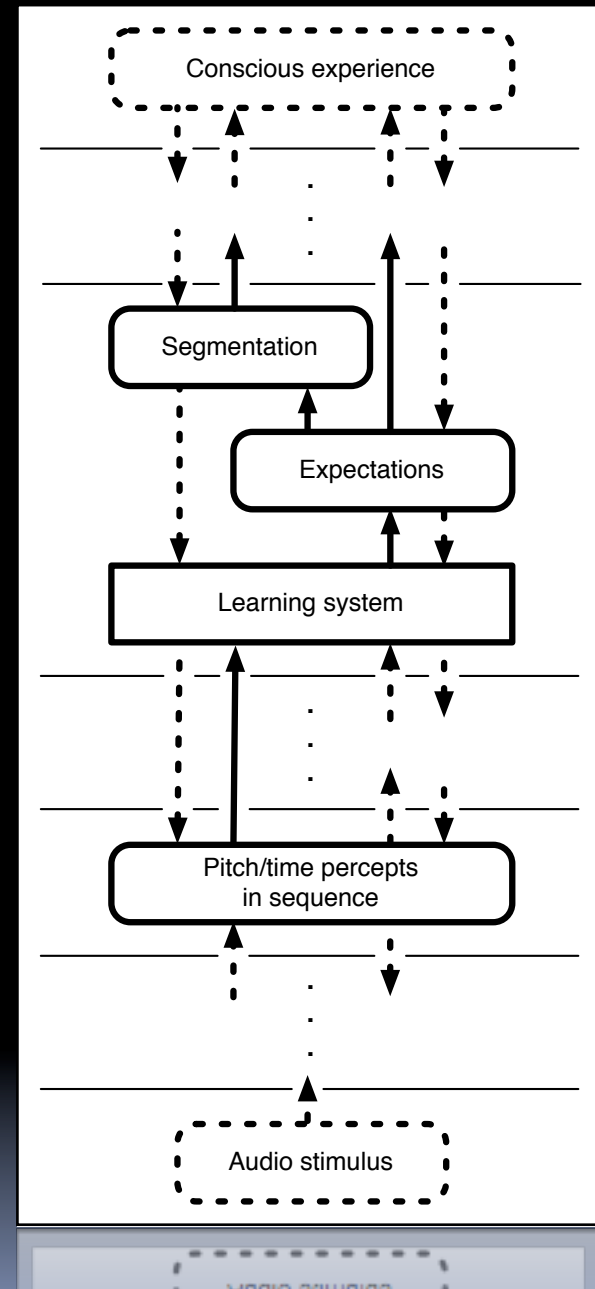 Conscious experience
Segmentation
Expectations
Learning system
Pitch/time percepts
in sequence
Audio stimulus